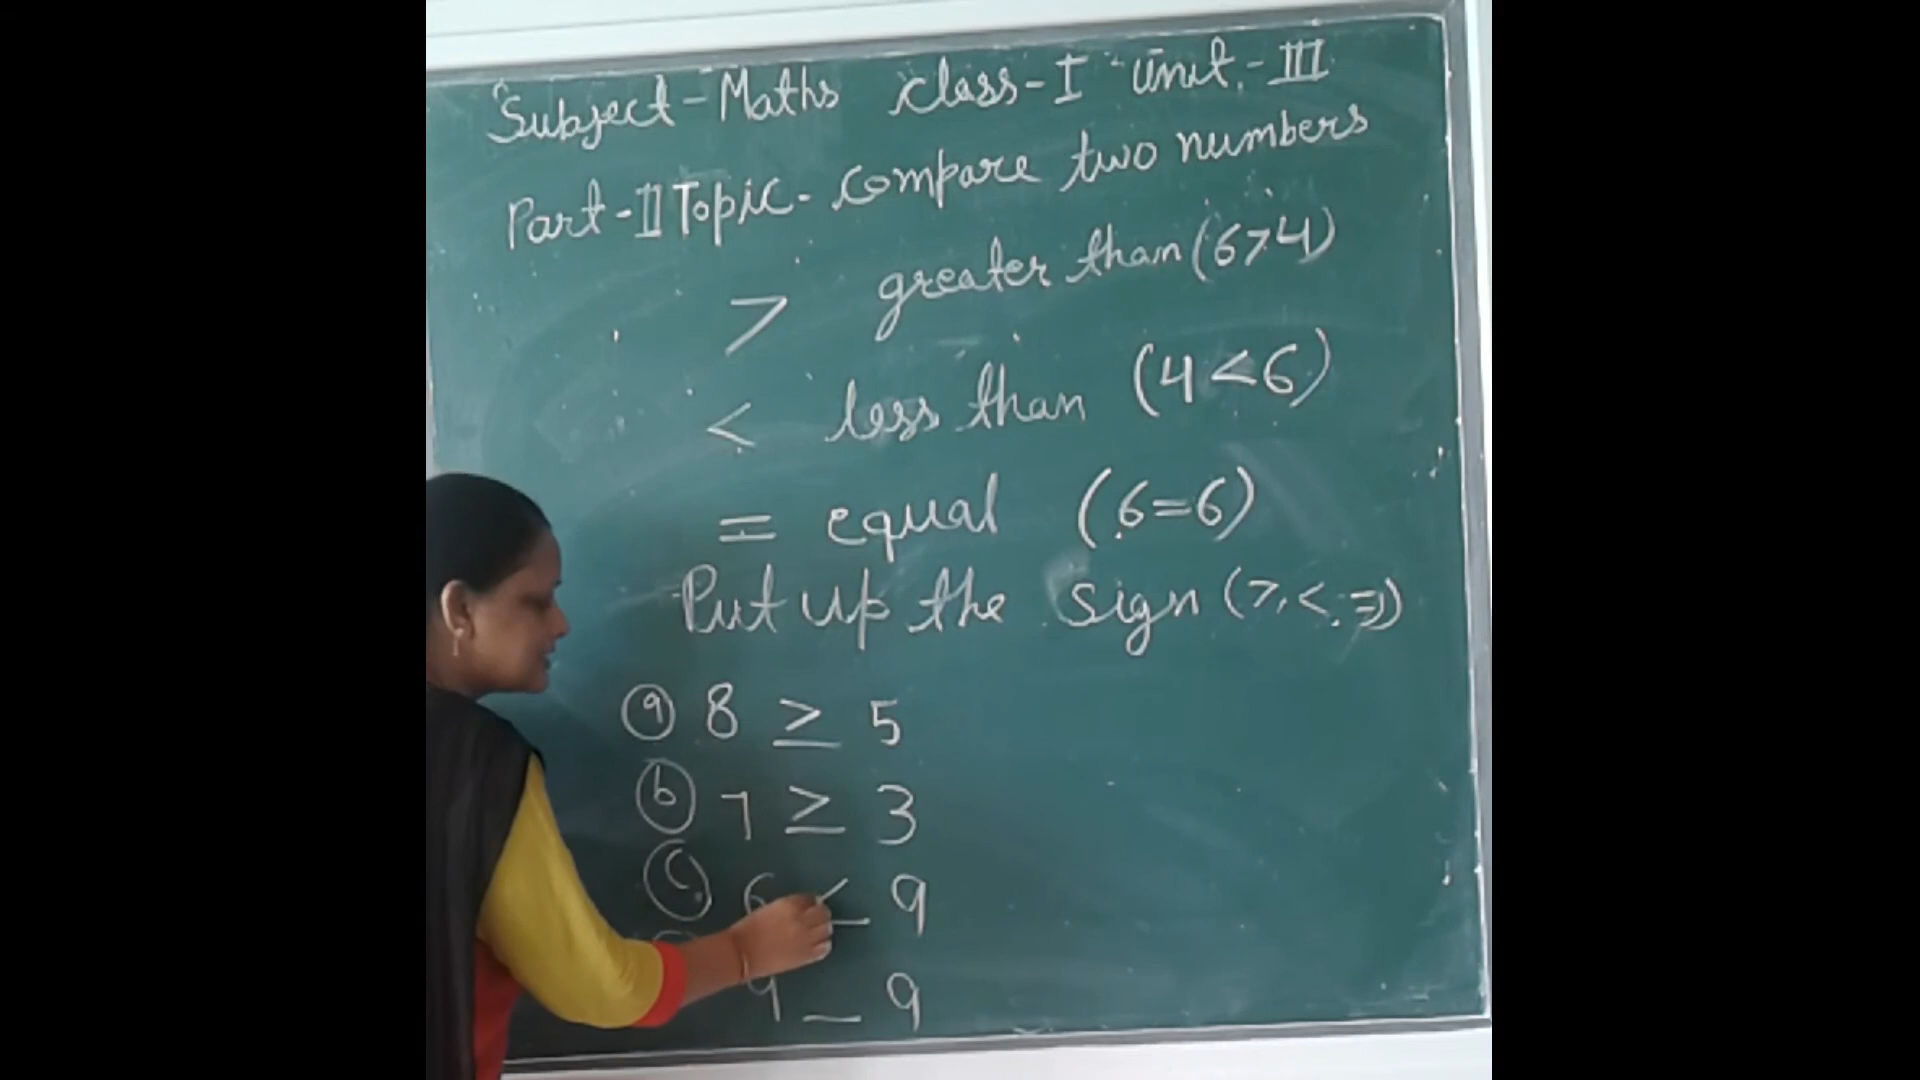 Subject-Maths Class-I Unit-III
Part-II Topic- Compare two numbers
> greater than (6>4)
< less than (4<6)
= equal (6=6)
Put up the Sign (>, <, =)
a 8 > 5
b 7 > 3
c 6 < 9
9 _ 9